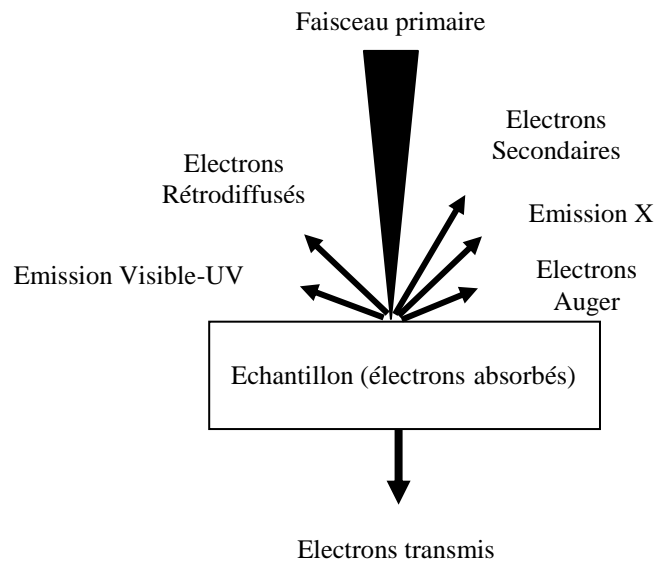 Faisceau primaire
Electrons
Secondaires
Electrons
Rétrodiffusés
Emission X
Emission Visible-UV
Electrons
Auger
Echantillon (électrons absorbés)
Electrons transmis